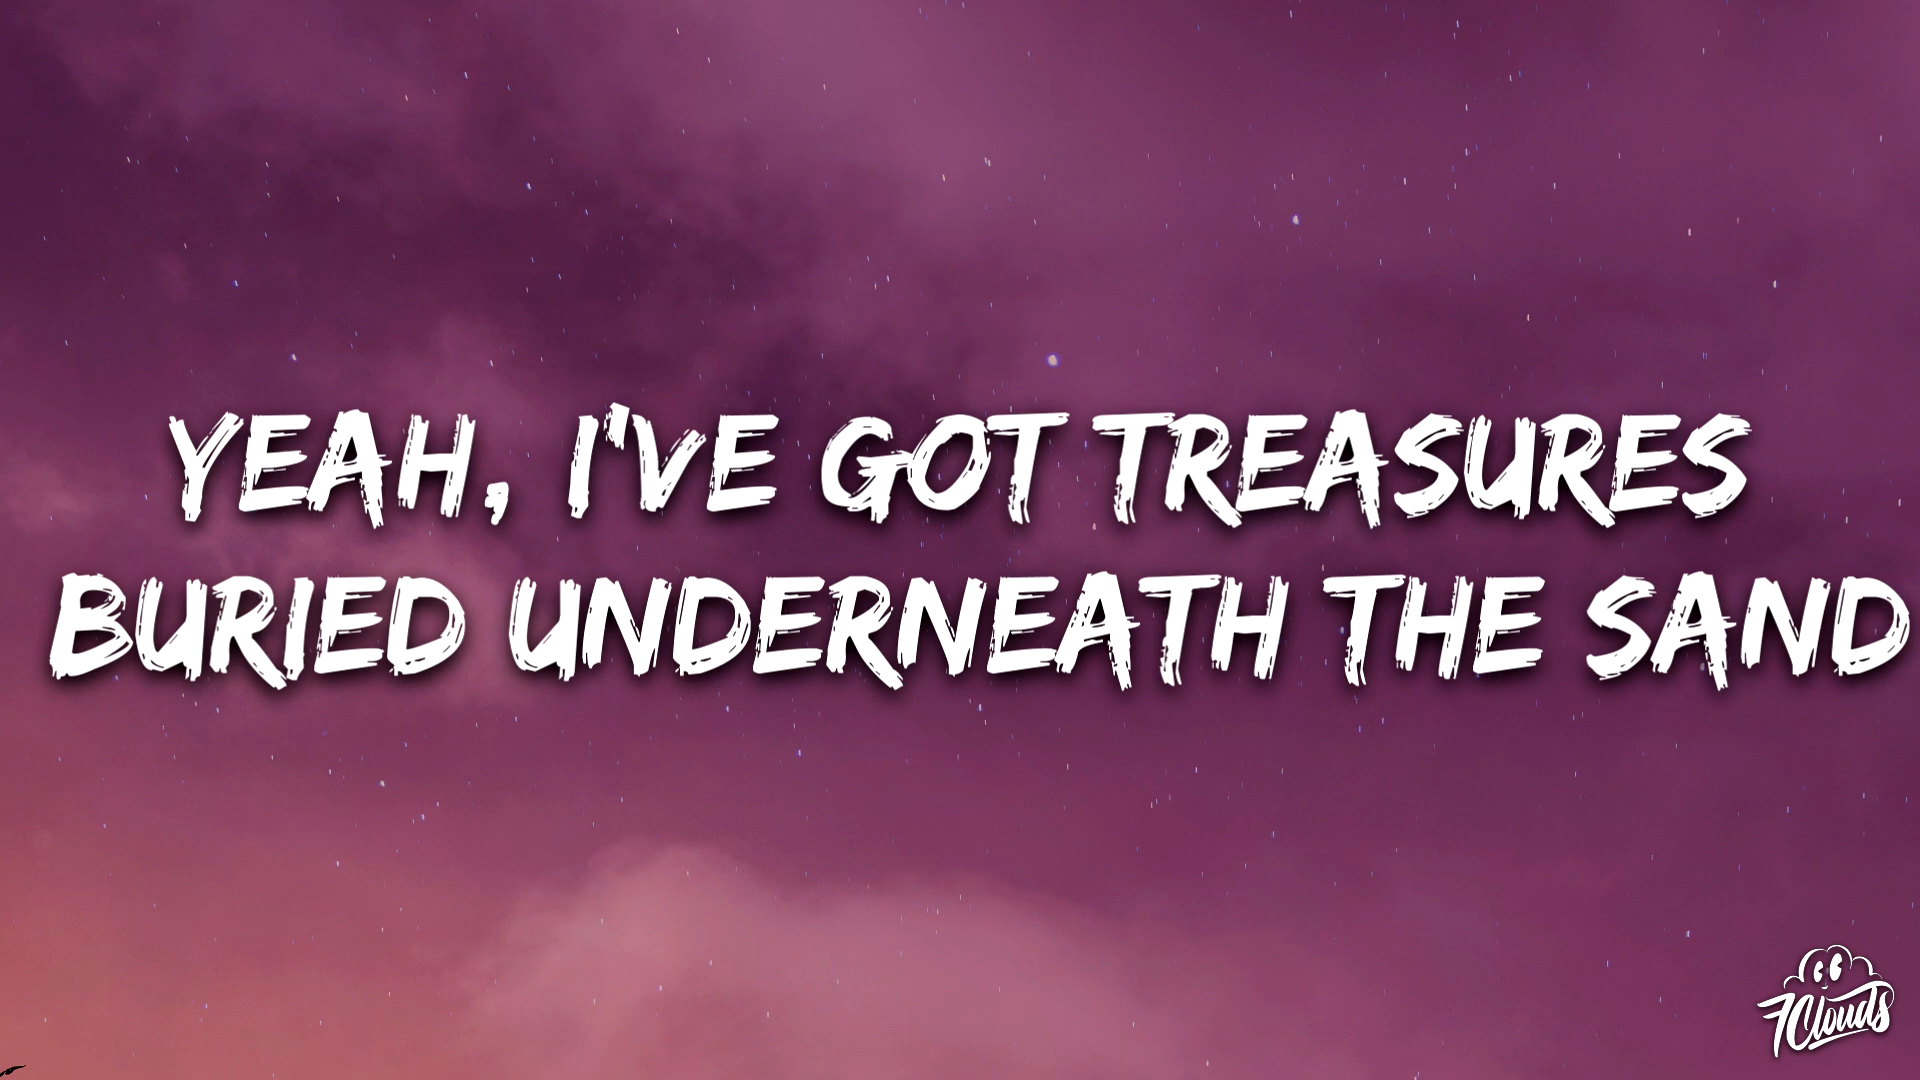 YEAH, I'VE GOT TREASURES
BURIED UNDERNEATH THE SAND
7Clouds